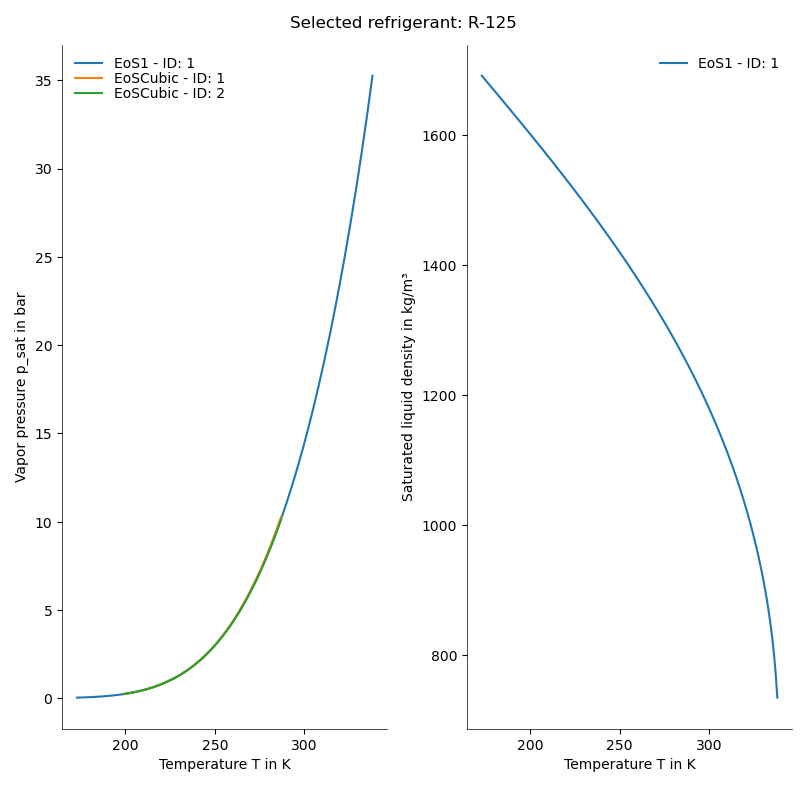 Selected refrigerant: R-125
EoS1 - ID: 1
EoSCubic - ID: 1
EoSCubic - ID: 2
35
30
25
20
15
10
5
0
Vapor pressure p_sat in bar
200
250
300
Temperature T in K
EoS1 - ID: 1
1600
1400
1200
1000
800
Saturated liquid density in kg/m³
200
250
300
Temperature T in K